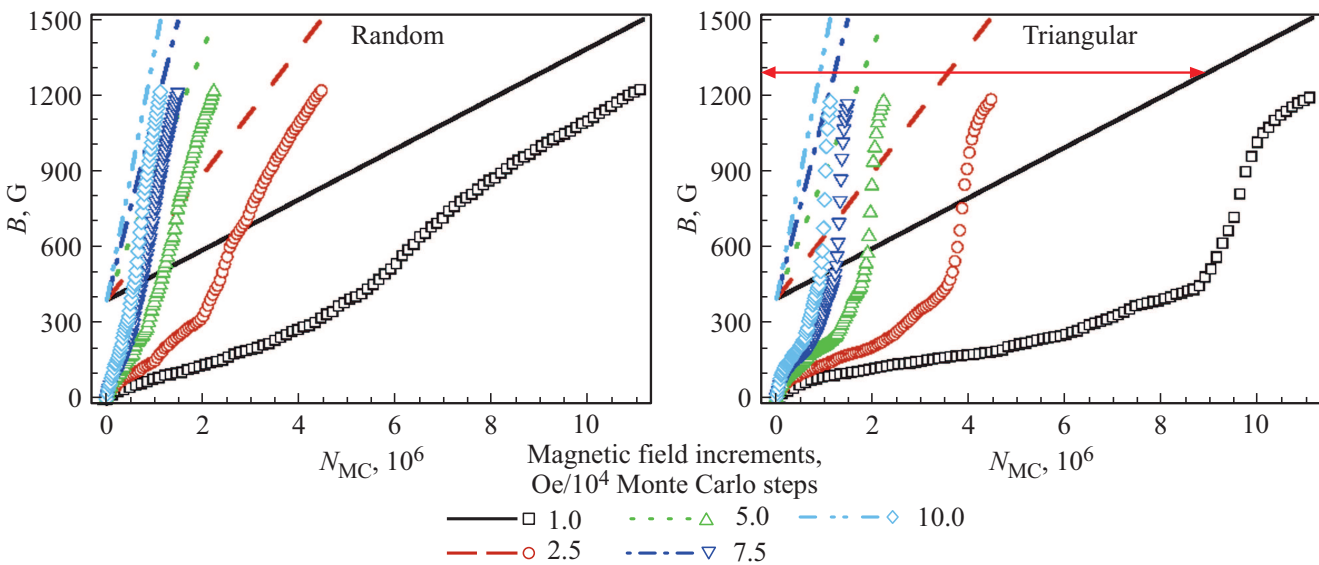 1500
1200
900
600
300
0
B, G
Random
0 2 4 6 8 10
N_MC, 10^6
1500
1200
900
600
300
0
B, G
Triangular
0 2 4 6 8 10
N_MC, 10^6
Magnetic field increments,
Oe/10^4 Monte Carlo steps
1.0 5.0 10.0
2.5 7.5